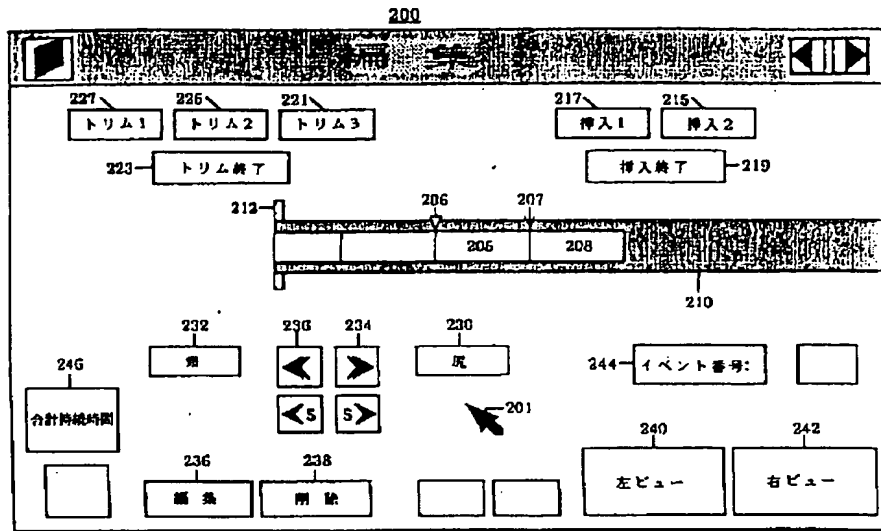 200
227 225 221 217 215
トリム1 トリム2 トリム3 挿入1 挿入2
223 トリム終了 挿入終了 219
212 206 207
205 208
210
232 236 234 230
頭 尻 244 イベント番号:
246
合計持続時間 S S 201
240 242
236 238
編集 削除 左ビュー 右ビュー